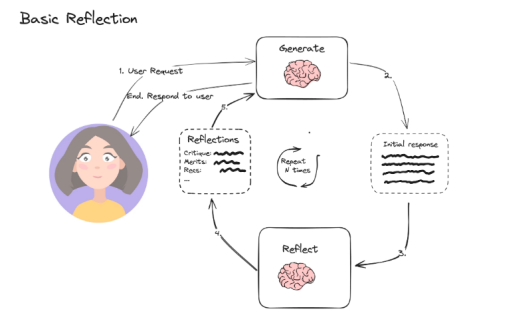 Basic Reflection
Generate
1. User Request
2.
End. Respond to user
5.
Reflections
Critique:
Merits:
Recs:
...
Repeat
N times
Initial response
4.
3.
Reflect